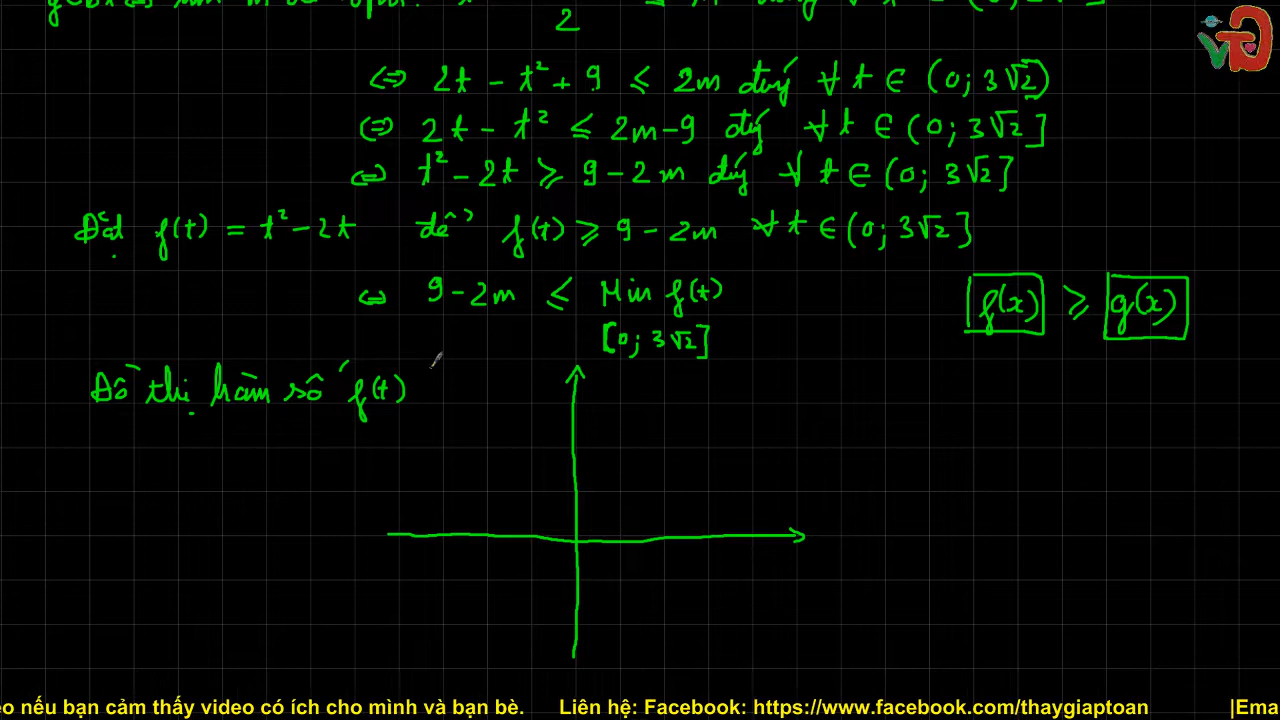 2
⇔ 2t - t² + 9 ≤ 2m đúng ∀ t ∈ (0; 3√2)
⇔ 2t - t² ≤ 2m-9 đúng ∀ t ∈ (0; 3√2]
⇔ t² - 2t ≥ 9 - 2m đúng ∀ t ∈ (0; 3√2]
Đặt f(t) = t² - 2t để f(t) ≥ 9 - 2m ∀ t ∈ (0; 3√2]
⇔ 9 - 2m ≤ Min f(t)
[0; 3√2]
f(x) ≥ g(x)
Đồ thị hàm số f(t)
eo nếu bạn cảm thấy video có ích cho mình và bạn bè. Liên hệ: Facebook: https://www.facebook.com/thaygiaptoan |Ema